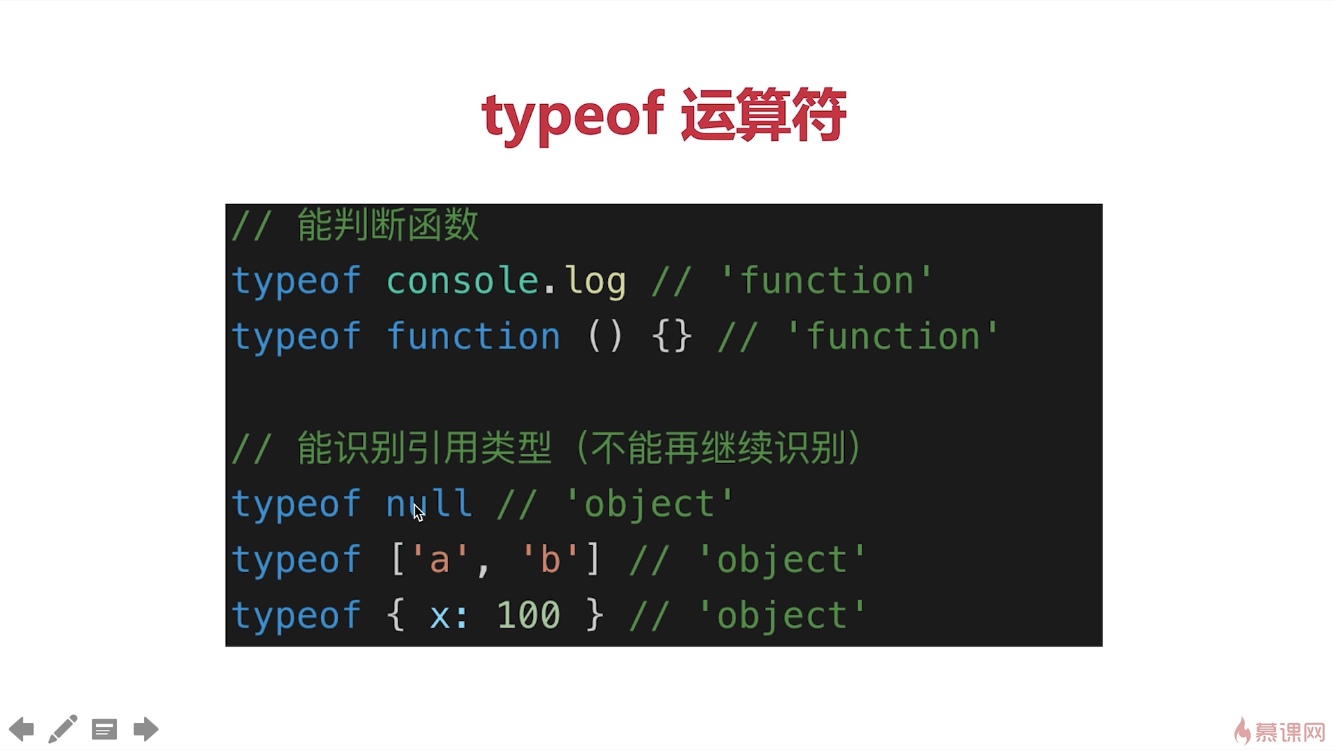 typeof 运算符
// 能判断函数
typeof console.log // 'function'
typeof function () {} // 'function'
// 能识别引用类型（不能再继续识别）
typeof null // 'object'
typeof ['a', 'b'] // 'object'
typeof { x: 100 } // 'object'
慕课网